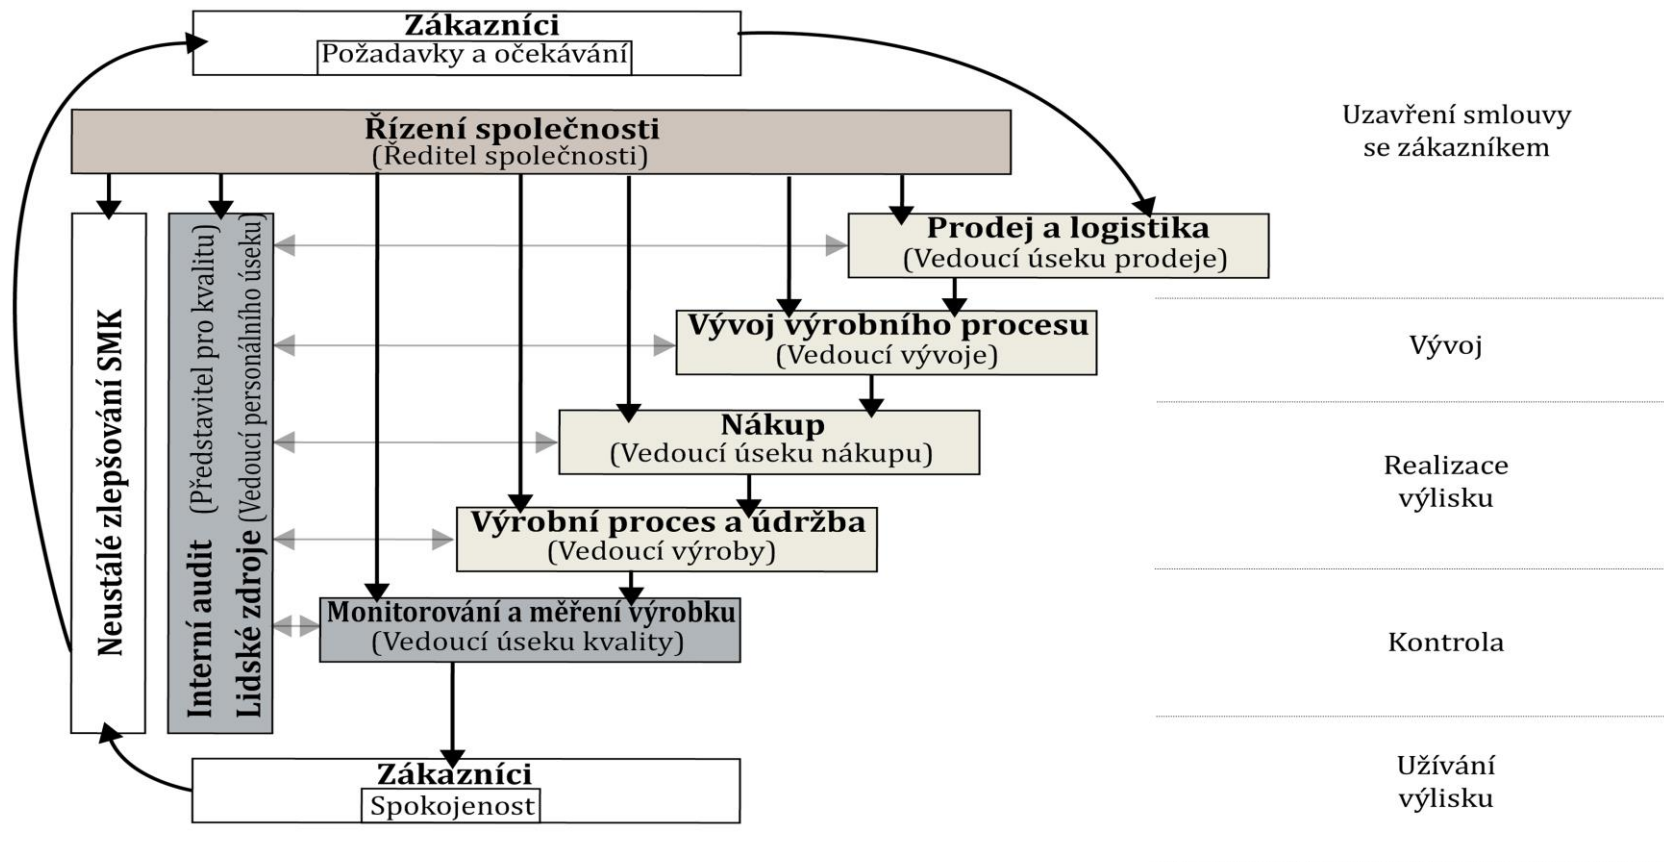 Zákazníci
Požadavky a očekávání
Řízení společnosti
(Ředitel společnosti)
Uzavření smlouvy
se zákazníkem
Neustálé zlepšování SMK
Interní audit (Představitel pro kvalitu)
Lidské zdroje (Vedoucí personálního úseku)
Prodej a logistika
(Vedoucí úseku prodeje)
Vývoj výrobního procesu
(Vedoucí vývoje)
Vývoj
Nákup
(Vedoucí úseku nákupu)
Realizace
výlisku
Výrobní proces a údržba
(Vedoucí výroby)
Monitorování a měření výrobku
(Vedoucí úseku kvality)
Kontrola
Zákazníci
Spokojenost
Užívání
výlisku